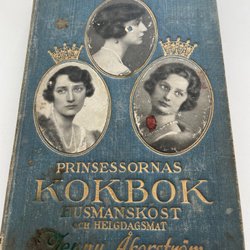 PRINSESSORNAS
KOKBOK
HUSMANSKOST
OCH HELGDAGSMAT
Jenny Åkerström